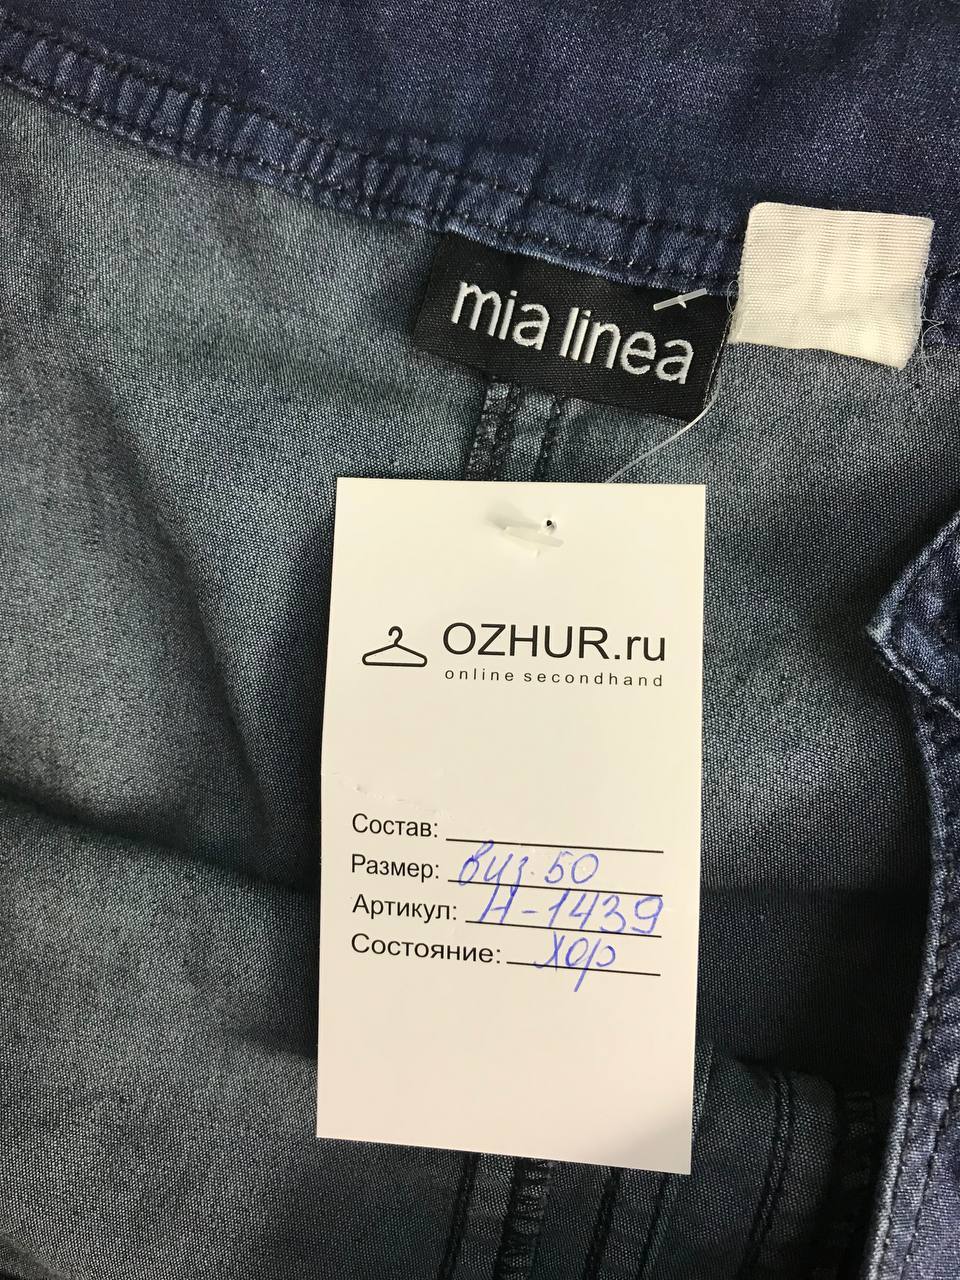 mia linea
OZHUR.ru
online secondhand
Состав:
Размер: виз. 50
Артикул: Н-1439
Состояние: хор